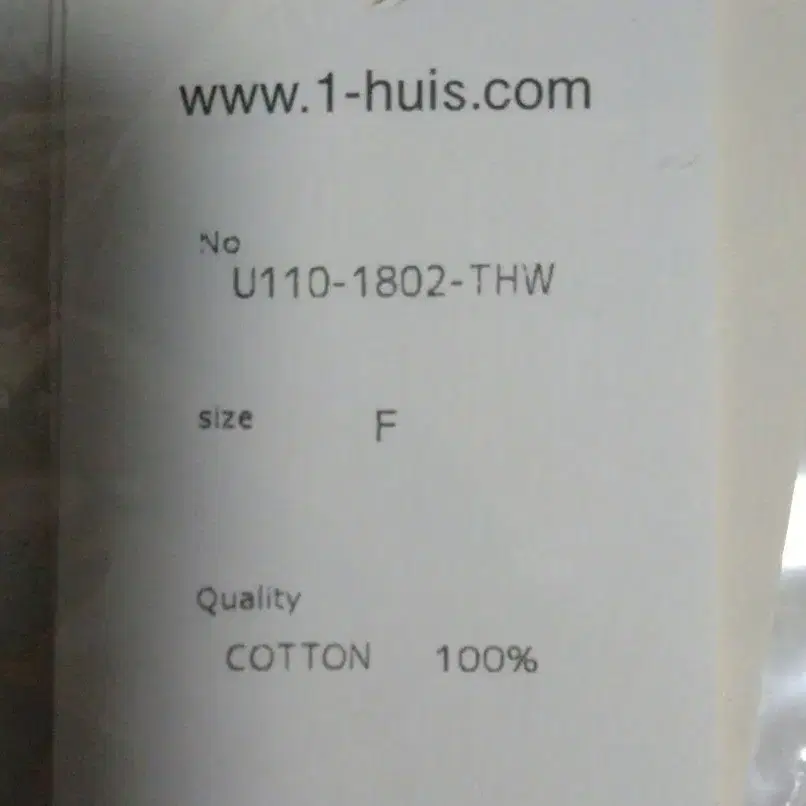 www.1-huis.com
No
U110-1802-THW
size F
Quality
COTTON 100%